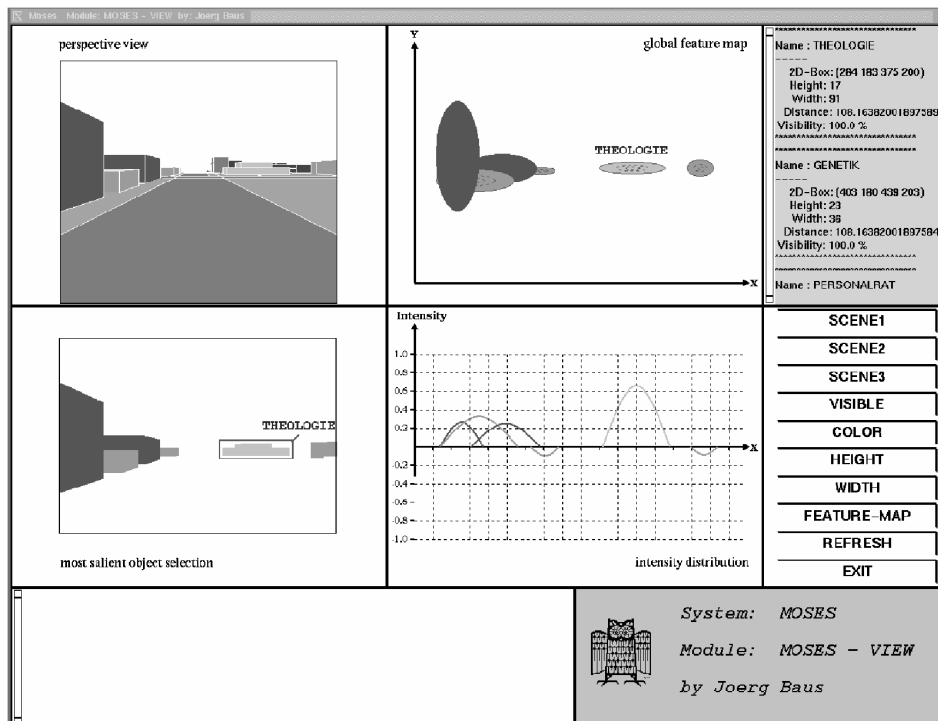 Moses Module: MOSES - VIEW by: Joerg Baus
perspective view
Y
global feature map
THEOLOGIE
X
******************************
Name : THEOLOGIE
-----
2D-Box: (284 183 375 200)
Height: 17
Width: 91
Distance: 108.16382001897589
Visibility: 100.0 %
******************************
******************************
Name : GENETIK
-----
2D-Box: (403 180 439 203)
Height: 23
Width: 36
Distance: 108.16382001897584
Visibility: 100.0 %
******************************
******************************
Name : PERSONALRAT
THEOLOGIE
most salient object selection
Intensity
1.0
0.8
0.6
0.4
0.2
X
-0.2
-0.4
-0.6
-0.8
-1.0
intensity distribution
SCENE1
SCENE2
SCENE3
VISIBLE
COLOR
HEIGHT
WIDTH
FEATURE-MAP
REFRESH
EXIT
System: MOSES
Module: MOSES - VIEW
by Joerg Baus